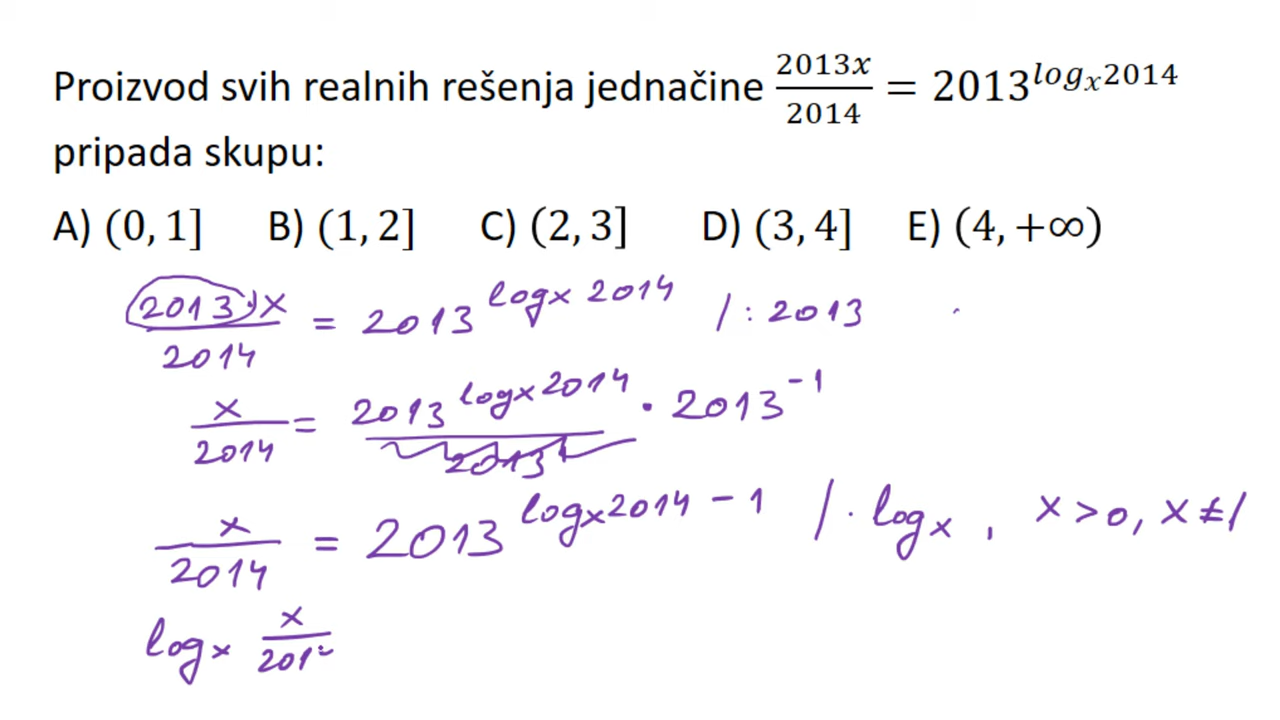 Proizvod svih realnih rešenja jednačine 2013x/2014 = 2013^(log_x 2014)
pripada skupu:
A) (0, 1] B) (1, 2] C) (2, 3] D) (3, 4] E) (4, +∞)
2013·x/2014 = 2013^(log_x 2014) / : 2013
x/2014 = 2013^(log_x 2014)/2013 · 2013^(-1)
x/2014 = 2013^(log_x 2014 - 1) / · log_x , x > 0, x ≠ 1
log_x x/201